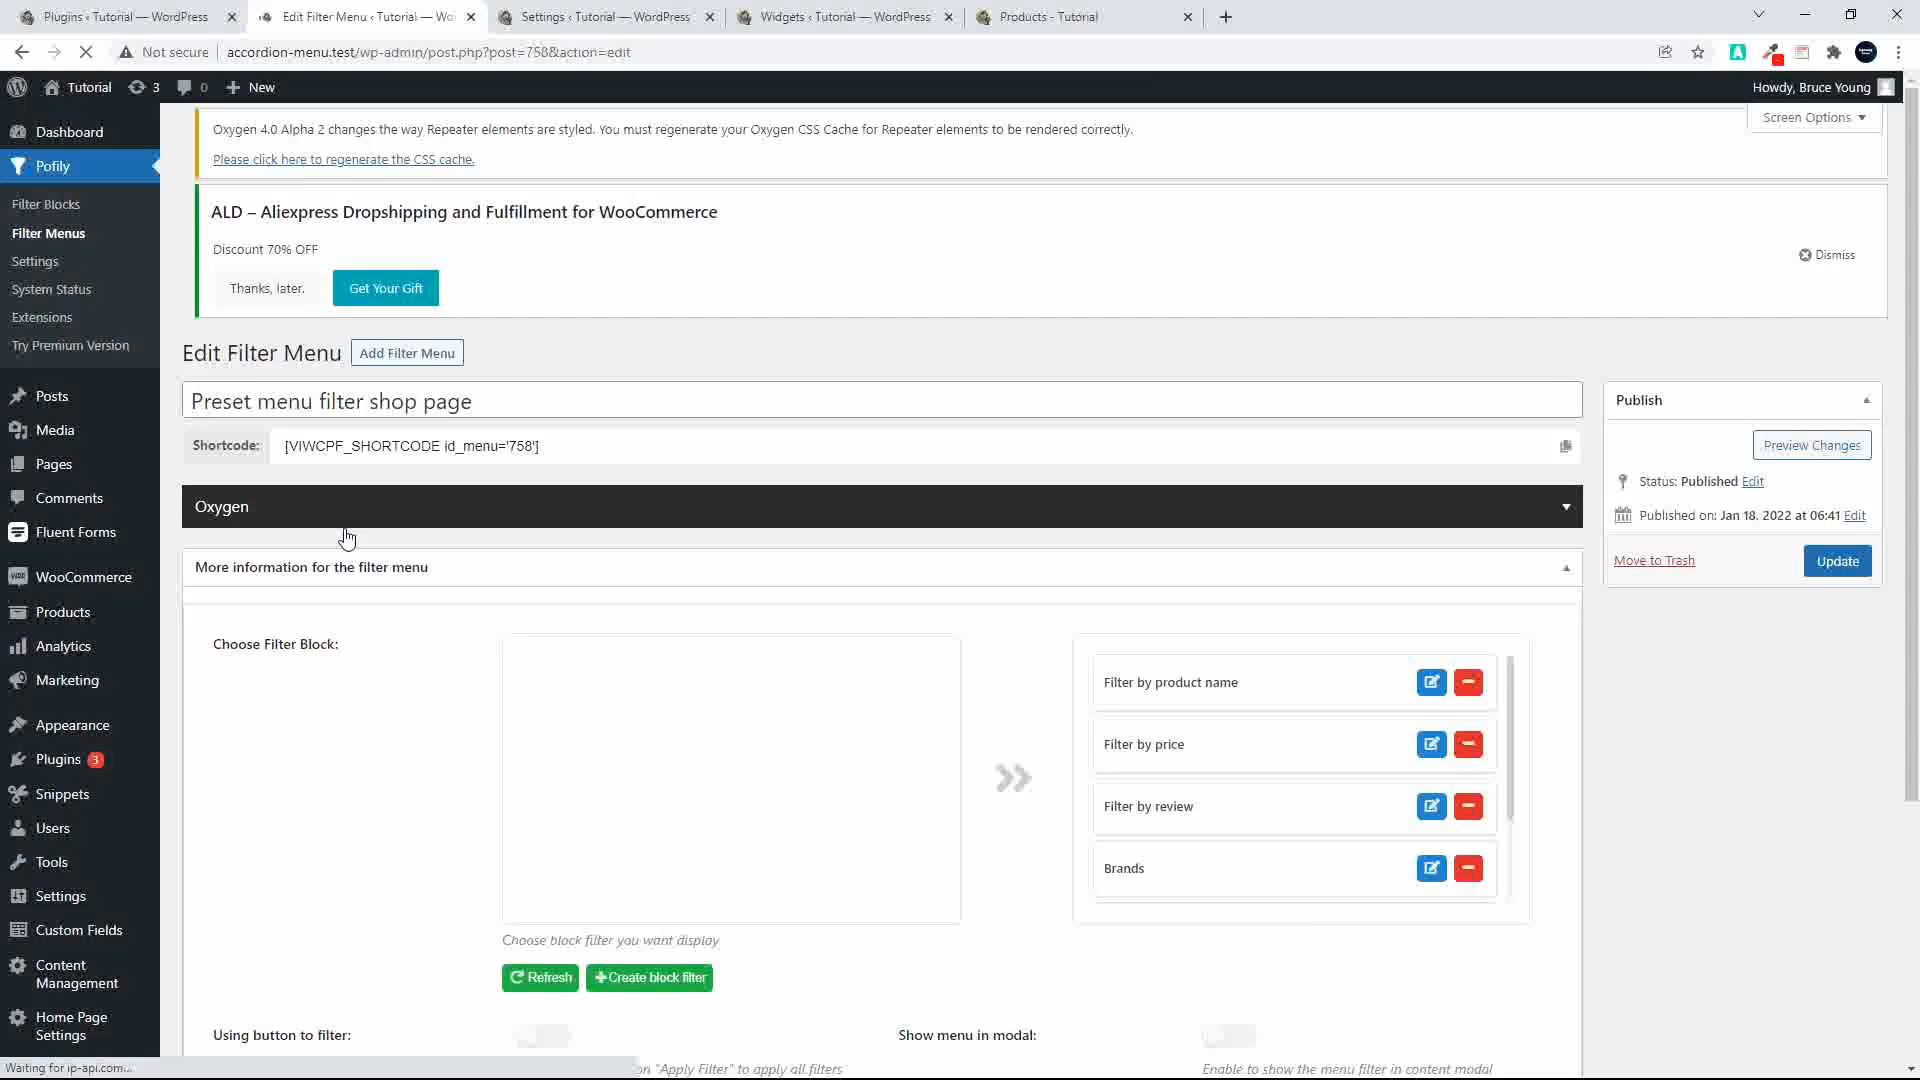 Plugins ‹ Tutorial — WordPress
Edit Filter Menu ‹ Tutorial — Wo
Settings ‹ Tutorial — WordPress
Widgets ‹ Tutorial — WordPress
Products - Tutorial
Not secure
accordion-menu.test/wp-admin/post.php?post=758&action=edit
Tutorial
3
0
New
Howdy, Bruce Young
Dashboard
Pofily
Filter Blocks
Filter Menus
Settings
System Status
Extensions
Try Premium Version
Posts
Media
Pages
Comments
Fluent Forms
WooCommerce
Products
Analytics
Marketing
Appearance
Plugins 3
Snippets
Users
Tools
Settings
Custom Fields
Content
Management
Home Page
Settings
Waiting for ip-api.com...
Screen Options
Oxygen 4.0 Alpha 2 changes the way Repeater elements are styled. You must regenerate your Oxygen CSS Cache for Repeater elements to be rendered correctly.
Please click here to regenerate the CSS cache.
ALD – Aliexpress Dropshipping and Fulfillment for WooCommerce
Discount 70% OFF
Dismiss
Thanks, later.
Get Your Gift
Edit Filter Menu
Add Filter Menu
Preset menu filter shop page
Shortcode:
[VIWCPF_SHORTCODE id_menu='758']
Oxygen
More information for the filter menu
Choose Filter Block:
Filter by product name
Filter by price
Filter by review
Brands
Choose block filter you want display
Refresh
Create block filter
Using button to filter:
Show menu in modal:
on "Apply Filter" to apply all filters
Enable to show the menu filter in content modal
Publish
Preview Changes
Status: Published Edit
Published on: Jan 18, 2022 at 06:41 Edit
Move to Trash
Update